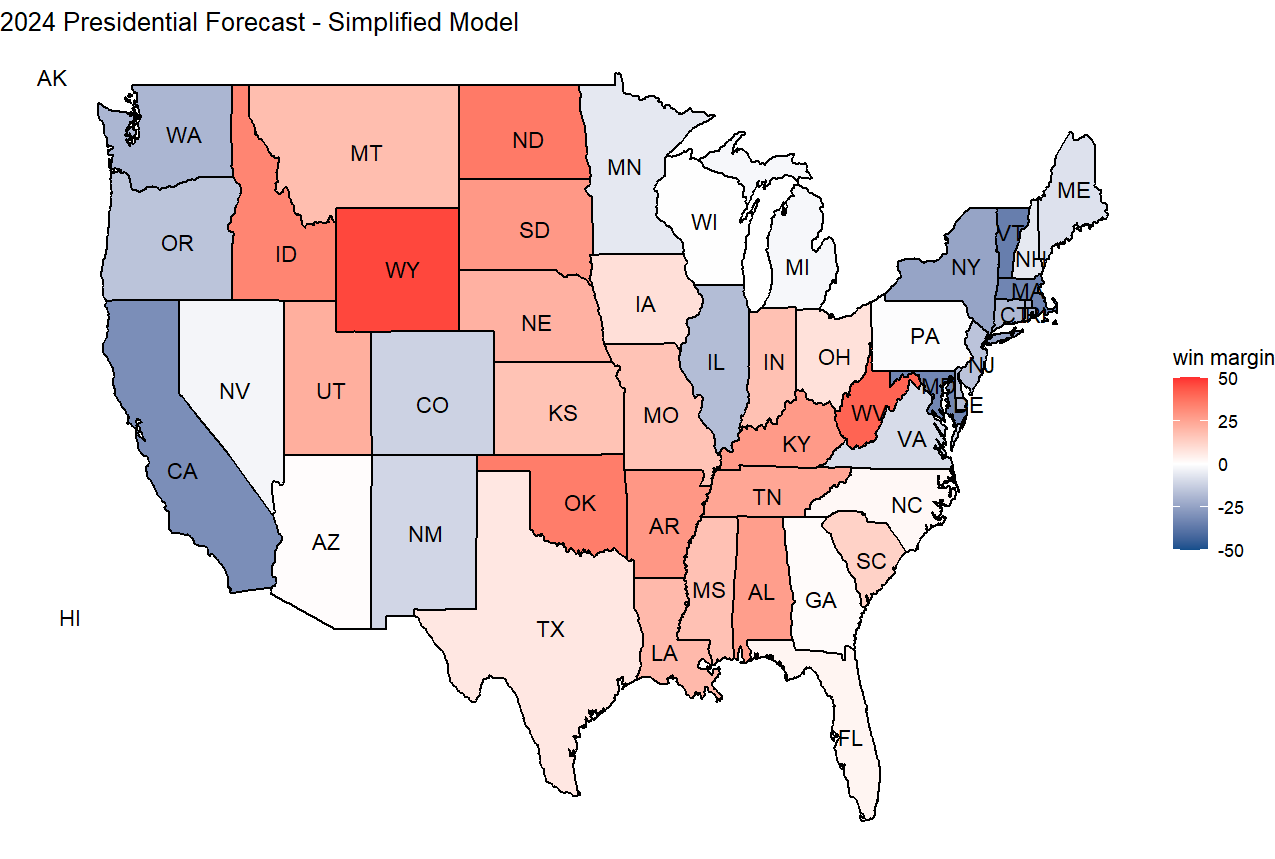 2024 Presidential Forecast - Simplified Model
AK
WA
MT
ND
MN
ME
OR
ID
WY
SD
WI
MI
NY
VT
NH
MA
CT
RI
NV
UT
CO
NE
IA
IL
IN
OH
PA
NJ
MD
DE
CA
KS
MO
KY
WV
VA
AZ
NM
OK
AR
TN
NC
SC
MS
AL
GA
TX
LA
FL
HI
win margin
50
25
0
-25
-50